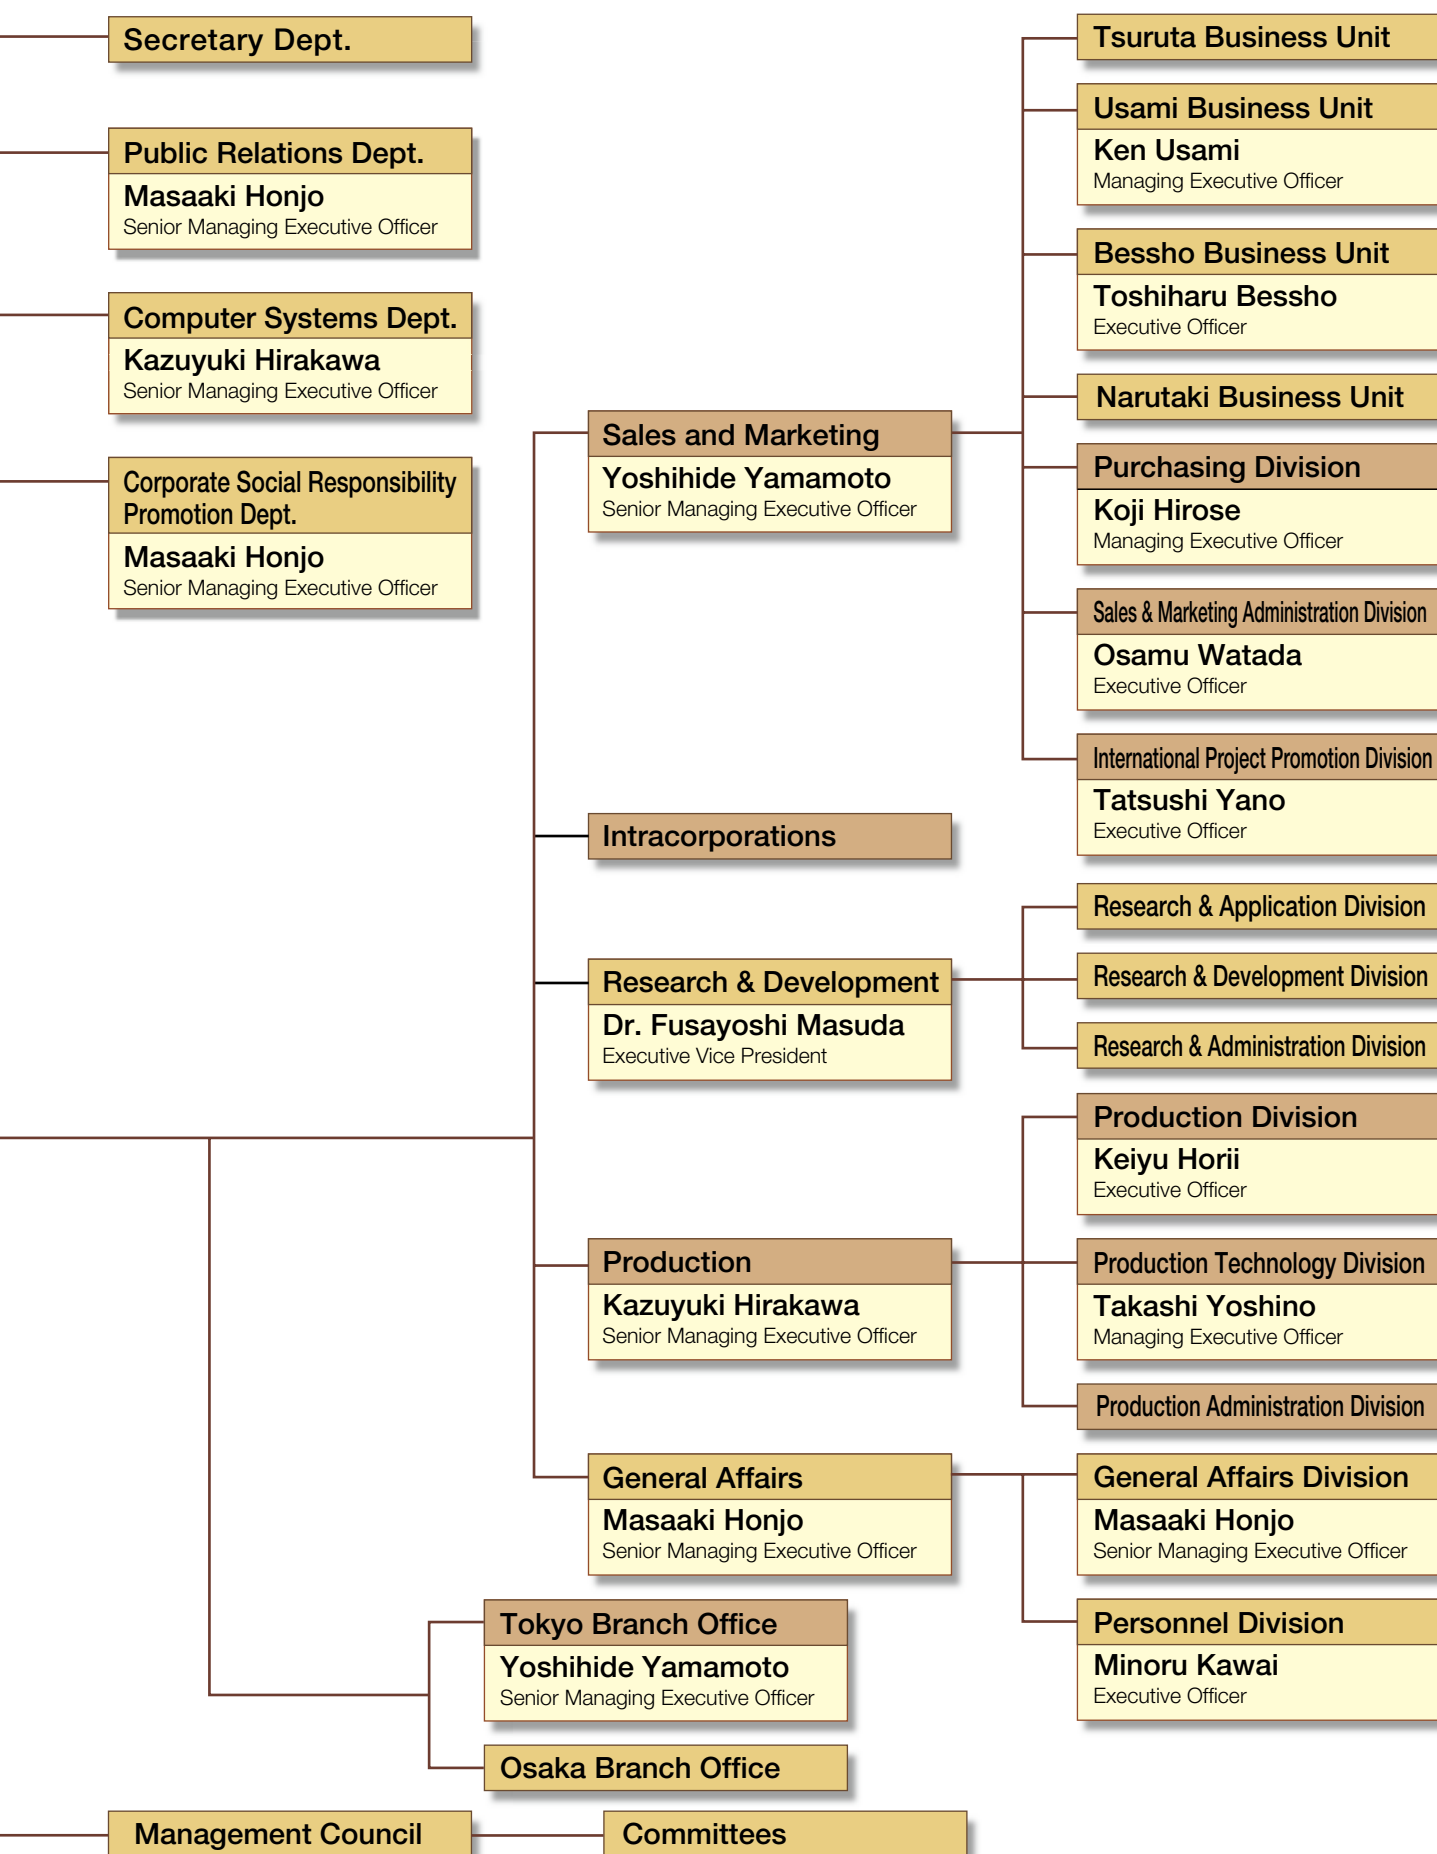 Secretary Dept.
Public Relations Dept.
Masaaki Honjo
Senior Managing Executive Officer
Computer Systems Dept.
Kazuyuki Hirakawa
Senior Managing Executive Officer
Corporate Social Responsibility
Promotion Dept.
Masaaki Honjo
Senior Managing Executive Officer
Sales and Marketing
Yoshihide Yamamoto
Senior Managing Executive Officer
Tsuruta Business Unit
Usami Business Unit
Ken Usami
Managing Executive Officer
Bessho Business Unit
Toshiharu Bessho
Executive Officer
Narutaki Business Unit
Purchasing Division
Koji Hirose
Managing Executive Officer
Sales & Marketing Administration Division
Osamu Watada
Executive Officer
International Project Promotion Division
Tatsushi Yano
Executive Officer
Intracorporations
Research & Development
Dr. Fusayoshi Masuda
Executive Vice President
Research & Application Division
Research & Development Division
Research & Administration Division
Production
Kazuyuki Hirakawa
Senior Managing Executive Officer
Production Division
Keiyu Horii
Executive Officer
Production Technology Division
Takashi Yoshino
Managing Executive Officer
Production Administration Division
General Affairs
Masaaki Honjo
Senior Managing Executive Officer
General Affairs Division
Masaaki Honjo
Senior Managing Executive Officer
Personnel Division
Minoru Kawai
Executive Officer
Tokyo Branch Office
Yoshihide Yamamoto
Senior Managing Executive Officer
Osaka Branch Office
Management Council
Committees